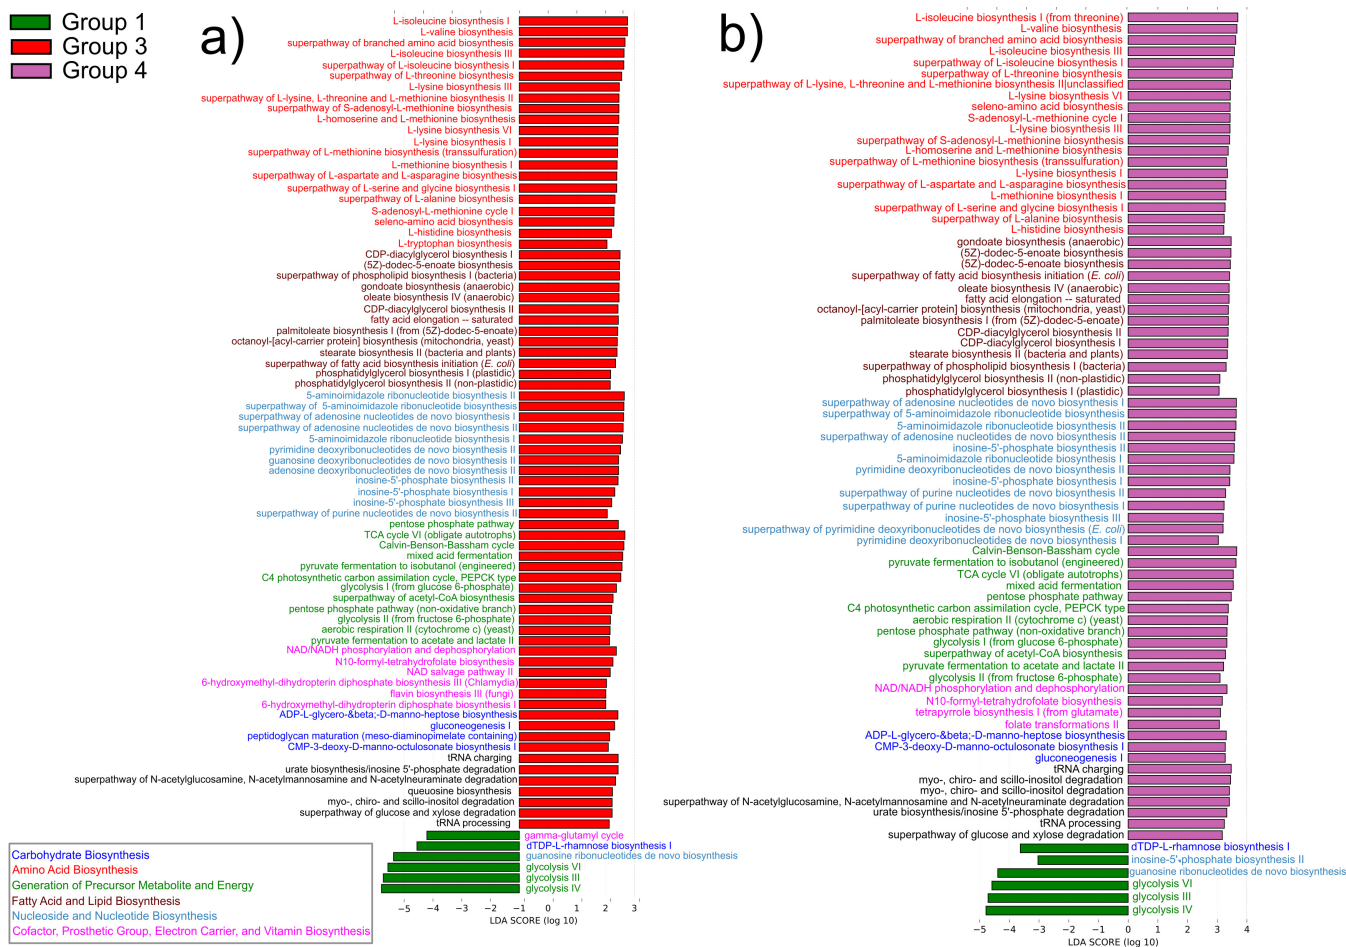 Group 1
Group 3
Group 4
a)
L-isoleucine biosynthesis I
L-valine biosynthesis
superpathway of branched amino acid biosynthesis
L-isoleucine biosynthesis III
superpathway of L-isoleucine biosynthesis I
superpathway of L-threonine biosynthesis
L-lysine biosynthesis III
superpathway of L-lysine, L-threonine and L-methionine biosynthesis II
superpathway of S-adenosyl-L-methionine biosynthesis
L-homoserine and L-methionine biosynthesis
L-lysine biosynthesis VI
L-lysine biosynthesis I
superpathway of L-methionine biosynthesis (transsulfuration)
L-methionine biosynthesis I
superpathway of L-aspartate and L-asparagine biosynthesis
superpathway of L-serine and glycine biosynthesis I
superpathway of L-alanine biosynthesis
S-adenosyl-L-methionine cycle I
seleno-amino acid biosynthesis
L-histidine biosynthesis
L-tryptophan biosynthesis
CDP-diacylglycerol biosynthesis I
(5Z)-dodec-5-enoate biosynthesis
superpathway of phospholipid biosynthesis I (bacteria)
gondoate biosynthesis (anaerobic)
oleate biosynthesis IV (anaerobic)
CDP-diacylglycerol biosynthesis II
fatty acid elongation -- saturated
palmitoleate biosynthesis I (from (5Z)-dodec-5-enoate)
octanoyl-[acyl-carrier protein] biosynthesis (mitochondria, yeast)
stearate biosynthesis II (bacteria and plants)
superpathway of fatty acid biosynthesis initiation (E. coli)
phosphatidylglycerol biosynthesis I (plastidic)
phosphatidylglycerol biosynthesis II (non-plastidic)
5-aminoimidazole ribonucleotide biosynthesis II
superpathway of 5-aminoimidazole ribonucleotide biosynthesis
superpathway of adenosine nucleotides de novo biosynthesis I
superpathway of adenosine nucleotides de novo biosynthesis II
5-aminoimidazole ribonucleotide biosynthesis I
pyrimidine deoxyribonucleotides de novo biosynthesis II
guanosine deoxyribonucleotides de novo biosynthesis II
adenosine deoxyribonucleotides de novo biosynthesis II
inosine-5'-phosphate biosynthesis II
inosine-5'-phosphate biosynthesis I
inosine-5'-phosphate biosynthesis III
superpathway of purine nucleotides de novo biosynthesis II
pentose phosphate pathway
TCA cycle VI (obligate autotrophs)
Calvin-Benson-Bassham cycle
mixed acid fermentation
pyruvate fermentation to isobutanol (engineered)
C4 photosynthetic carbon assimilation cycle, PEPCK type
glycolysis I (from glucose 6-phosphate)
superpathway of acetyl-CoA biosynthesis
pentose phosphate pathway (non-oxidative branch)
glycolysis II (from fructose 6-phosphate)
aerobic respiration II (cytochrome c) (yeast)
pyruvate fermentation to acetate and lactate II
NAD/NADH phosphorylation and dephosphorylation
N10-formyl-tetrahydrofolate biosynthesis
NAD salvage pathway II
6-hydroxymethyl-dihydropterin diphosphate biosynthesis III (Chlamydia)
flavin biosynthesis III (fungi)
6-hydroxymethyl-dihydropterin diphosphate biosynthesis I
ADP-L-glycero-&beta;-D-manno-heptose biosynthesis
gluconeogenesis I
peptidoglycan maturation (meso-diaminopimelate containing)
CMP-3-deoxy-D-manno-octulosonate biosynthesis I
tRNA charging
urate biosynthesis/inosine 5'-phosphate degradation
superpathway of N-acetylglucosamine, N-acetylmannosamine and N-acetylneuraminate degradation
queuosine biosynthesis
myo-, chiro- and scillo-inositol degradation
superpathway of glucose and xylose degradation
tRNA processing
gamma-glutamyl cycle
dTDP-L-rhamnose biosynthesis I
guanosine ribonucleotides de novo biosynthesis
glycolysis VI
glycolysis III
glycolysis IV
−5 −4 −3 −2 −1 0 1 2 3
LDA SCORE (log 10)
b)
L-isoleucine biosynthesis I (from threonine)
L-valine biosynthesis
superpathway of branched amino acid biosynthesis
L-isoleucine biosynthesis III
superpathway of L-isoleucine biosynthesis I
superpathway of L-threonine biosynthesis
superpathway of L-lysine, L-threonine and L-methionine biosynthesis II|unclassified
L-lysine biosynthesis VI
seleno-amino acid biosynthesis
S-adenosyl-L-methionine cycle I
L-lysine biosynthesis III
superpathway of S-adenosyl-L-methionine biosynthesis
L-homoserine and L-methionine biosynthesis
superpathway of L-methionine biosynthesis (transsulfuration)
L-lysine biosynthesis I
superpathway of L-aspartate and L-asparagine biosynthesis
L-methionine biosynthesis I
superpathway of L-serine and glycine biosynthesis I
superpathway of L-alanine biosynthesis
L-histidine biosynthesis
gondoate biosynthesis (anaerobic)
(5Z)-dodec-5-enoate biosynthesis
(5Z)-dodec-5-enoate biosynthesis
superpathway of fatty acid biosynthesis initiation (E. coli)
oleate biosynthesis IV (anaerobic)
fatty acid elongation -- saturated
octanoyl-[acyl-carrier protein] biosynthesis (mitochondria, yeast)
palmitoleate biosynthesis I (from (5Z)-dodec-5-enoate)
CDP-diacylglycerol biosynthesis II
CDP-diacylglycerol biosynthesis I
stearate biosynthesis II (bacteria and plants)
superpathway of phospholipid biosynthesis I (bacteria)
phosphatidylglycerol biosynthesis II (non-plastidic)
phosphatidylglycerol biosynthesis I (plastidic)
superpathway of adenosine nucleotides de novo biosynthesis I
superpathway of 5-aminoimidazole ribonucleotide biosynthesis
5-aminoimidazole ribonucleotide biosynthesis II
superpathway of adenosine nucleotides de novo biosynthesis II
inosine-5'-phosphate biosynthesis II
5-aminoimidazole ribonucleotide biosynthesis I
pyrimidine deoxyribonucleotides de novo biosynthesis II
inosine-5'-phosphate biosynthesis I
superpathway of purine nucleotides de novo biosynthesis II
superpathway of purine nucleotides de novo biosynthesis I
inosine-5'-phosphate biosynthesis III
superpathway of pyrimidine deoxyribonucleotides de novo biosynthesis (E. coli)
pyrimidine deoxyribonucleotides de novo biosynthesis I
Calvin-Benson-Bassham cycle
pyruvate fermentation to isobutanol (engineered)
TCA cycle VI (obligate autotrophs)
mixed acid fermentation
pentose phosphate pathway
C4 photosynthetic carbon assimilation cycle, PEPCK type
aerobic respiration II (cytochrome c) (yeast)
pentose phosphate pathway (non-oxidative branch)
glycolysis I (from glucose 6-phosphate)
superpathway of acetyl-CoA biosynthesis
pyruvate fermentation to acetate and lactate II
glycolysis II (from fructose 6-phosphate)
NAD/NADH phosphorylation and dephosphorylation
N10-formyl-tetrahydrofolate biosynthesis
tetrapyrrole biosynthesis I (from glutamate)
folate transformations II
ADP-L-glycero-&beta;-D-manno-heptose biosynthesis
CMP-3-deoxy-D-manno-octulosonate biosynthesis I
gluconeogenesis I
tRNA charging
myo-, chiro- and scillo-inositol degradation
myo-, chiro- and scillo-inositol degradation
superpathway of N-acetylglucosamine, N-acetylmannosamine and N-acetylneuraminate degradation
urate biosynthesis/inosine 5'-phosphate degradation
tRNA processing
superpathway of glucose and xylose degradation
dTDP-L-rhamnose biosynthesis I
inosine-5'-phosphate biosynthesis II
guanosine ribonucleotides de novo biosynthesis
glycolysis VI
glycolysis III
glycolysis IV
−5 −4 −3 −2 −1 0 1 2 3 4
LDA SCORE (log 10)
Carbohydrate Biosynthesis
Amino Acid Biosynthesis
Generation of Precursor Metabolite and Energy
Fatty Acid and Lipid Biosynthesis
Nucleoside and Nucleotide Biosynthesis
Cofactor, Prosthetic Group, Electron Carrier, and Vitamin Biosynthesis